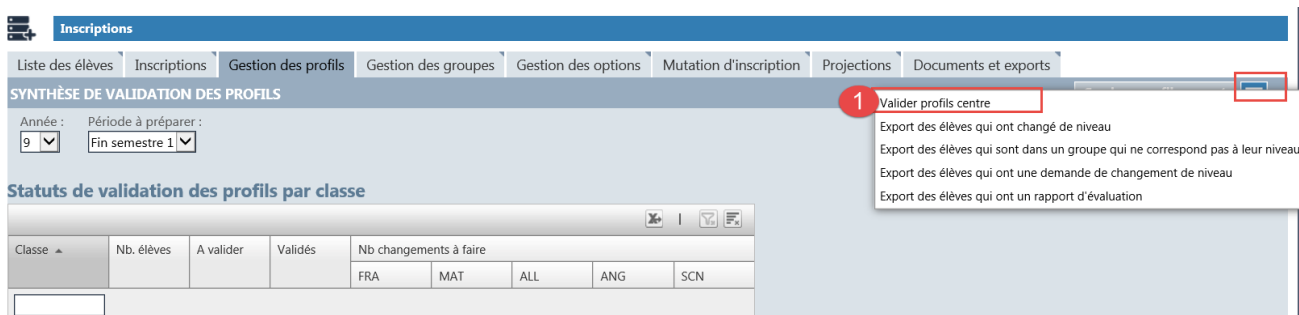 Inscriptions
Liste des élèves Inscriptions Gestion des profils Gestion des groupes Gestion des options Mutation d'inscription Projections Documents et exports
SYNTHÈSE DE VALIDATION DES PROFILS
1 Valider profils centre
Année : Période à préparer :
Export des élèves qui ont changé de niveau
9 Fin semestre 1
Export des élèves qui sont dans un groupe qui ne correspond pas à leur niveau
Export des élèves qui ont une demande de changement de niveau
Export des élèves qui ont un rapport d'évaluation
Statuts de validation des profils par classe
Classe Nb. élèves A valider Validés Nb changements à faire
FRA MAT ALL ANG SCN